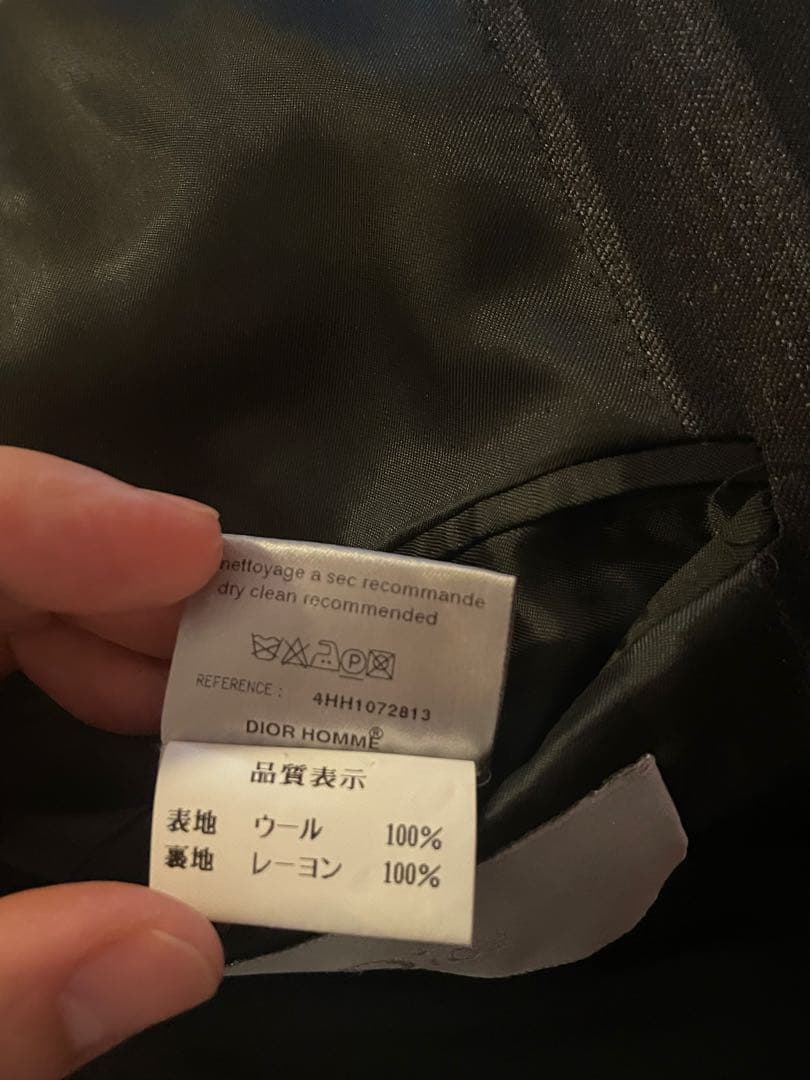 nettoyage a sec recommande
dry clean recommended
REFERENCE : 4HH1072813
DIOR HOMME®
品質表示
表地 ウール 100%
裏地 レーヨン 100%